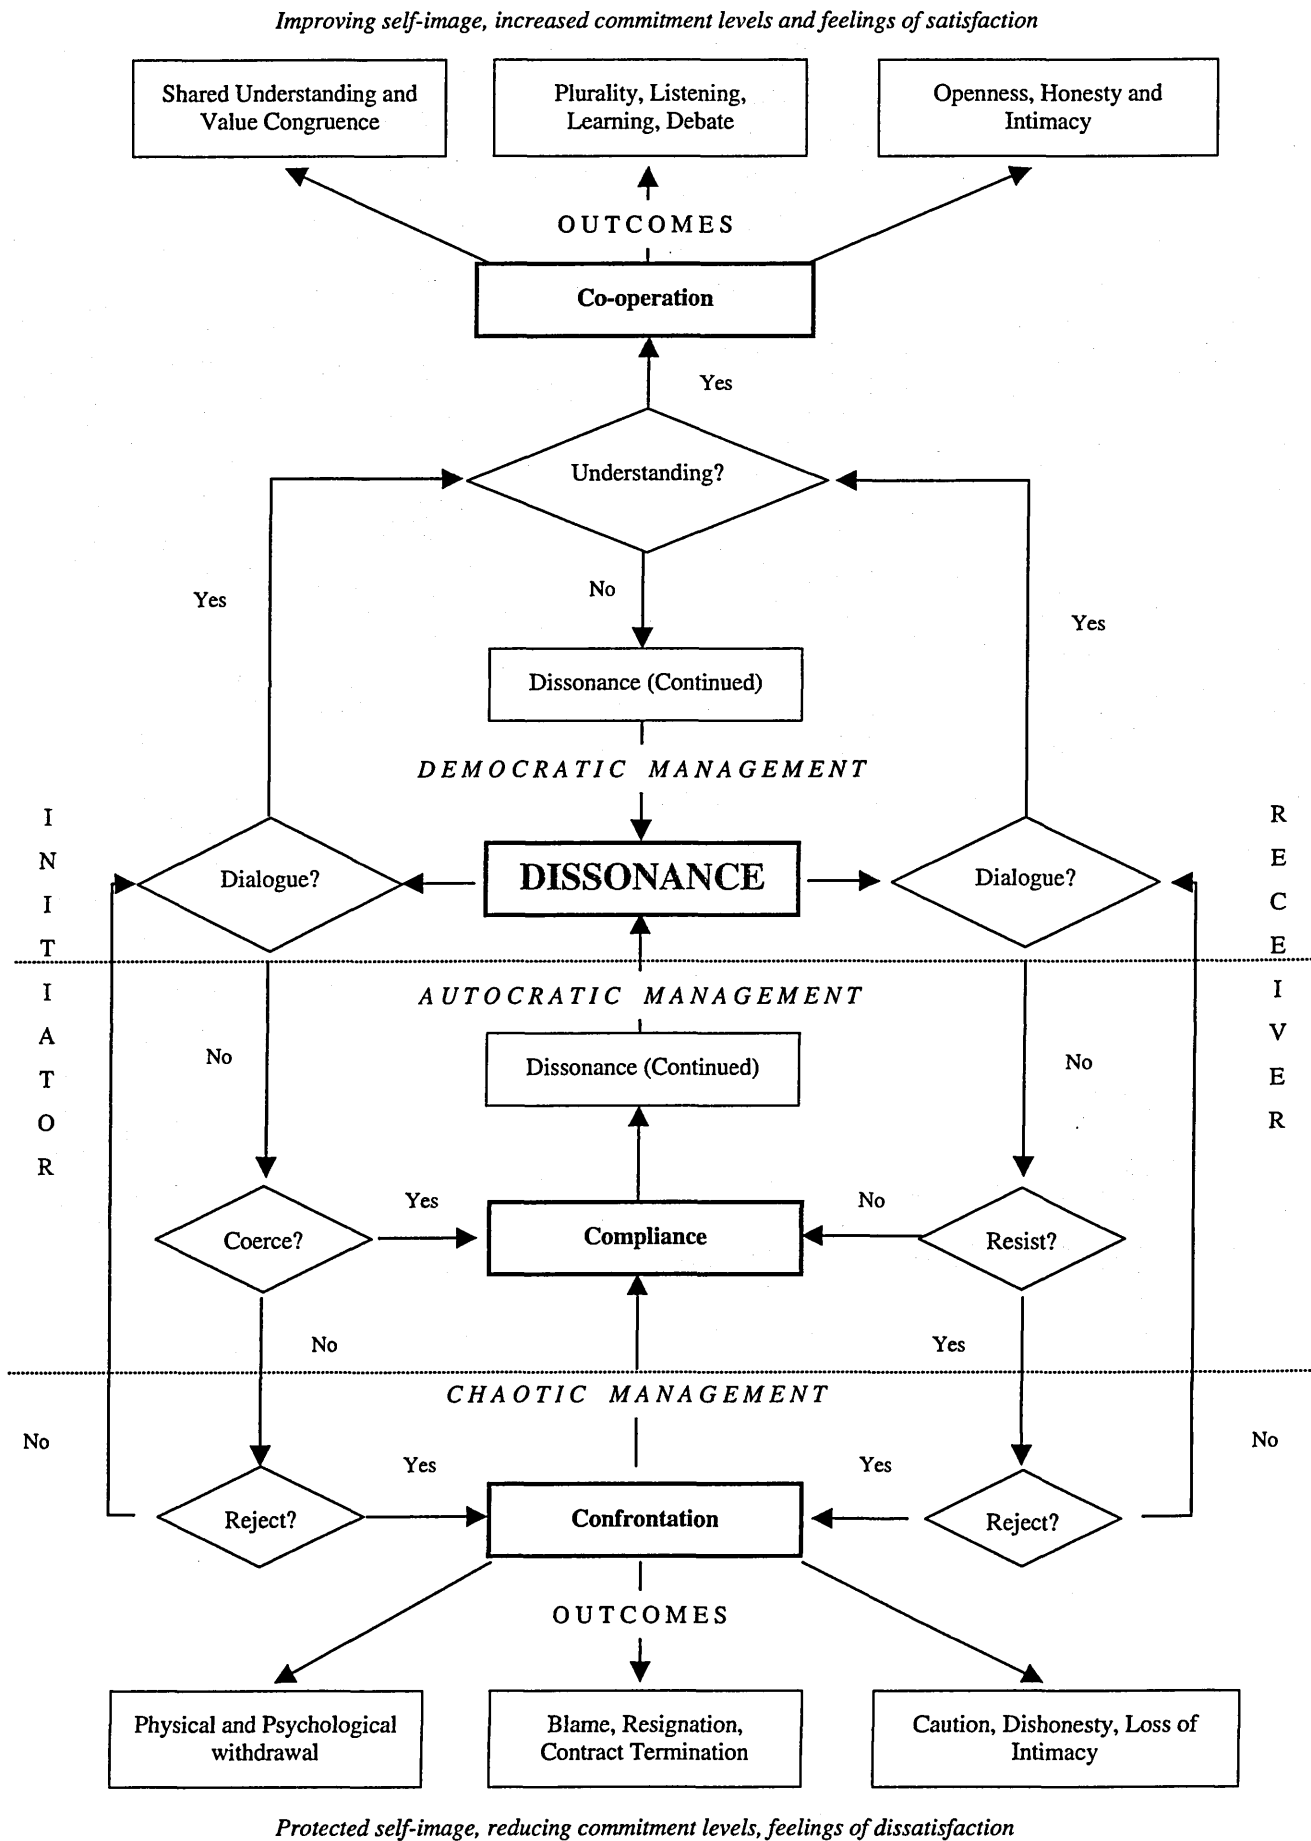 Improving self-image, increased commitment levels and feelings of satisfaction
Shared Understanding and
Value Congruence
Plurality, Listening,
Learning, Debate
Openness, Honesty and
Intimacy
OUTCOMES
Co-operation
Yes
Understanding?
No
Yes
Yes
Dissonance (Continued)
DEMOCRATIC MANAGEMENT
INITIATOR
RECEIVER
Dialogue?
DISSONANCE
Dialogue?
AUTOCRATIC MANAGEMENT
No
Dissonance (Continued)
No
Coerce?
Yes
Compliance
No
Resist?
No
Yes
CHAOTIC MANAGEMENT
No
Yes
Yes
No
Reject?
Confrontation
Reject?
OUTCOMES
Physical and Psychological
withdrawal
Blame, Resignation,
Contract Termination
Caution, Dishonesty, Loss of
Intimacy
Protected self-image, reducing commitment levels, feelings of dissatisfaction